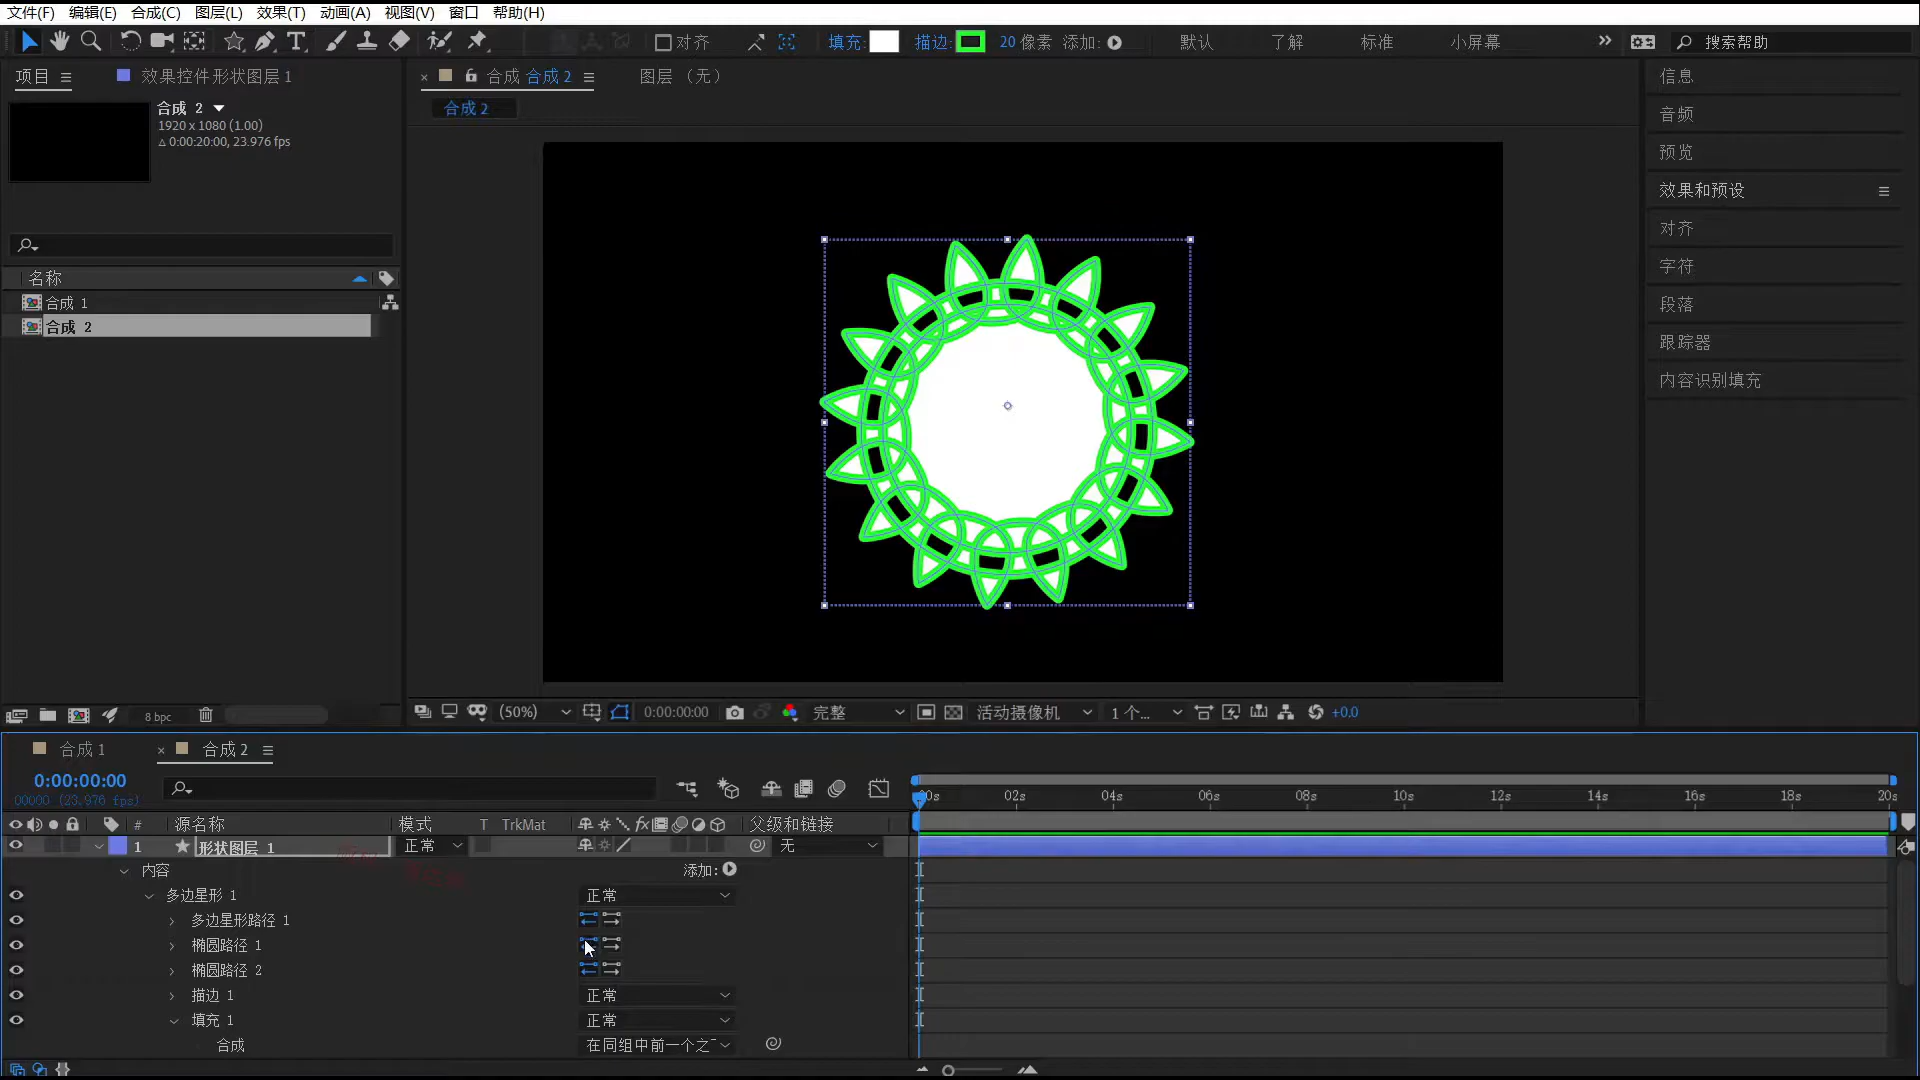 文件(F) 编辑(E) 合成(C) 图层(L) 效果(T) 动画(A) 视图(V) 窗口 帮助(H)
对齐 填充: 描边: 20 像素 添加: 默认 了解 标准 小屏幕 搜索帮助
项目 效果控件 形状图层 1
合成 合成 2 图层 (无)
合成 2
合成 2
1920 x 1080 (1.00)
Δ 0:00:20:00, 23.976 fps
名称
合成 1
合成 2
信息
音频
预览
效果和预设
对齐
字符
段落
跟踪器
内容识别填充
8 bpc
(50%) 0:00:00:00 完整 活动摄像机 1 个... +0.0
合成 1 合成 2
0:00:00:00
00000 (23.976 fps)
02s 04s 06s 08s 10s 12s 14s 16s 18s 20s
# 源名称 模式 T TrkMat 父级和链接
1 形状图层 1 正常 无
内容 添加:
多边星形 1 正常
多边星形路径 1
椭圆路径 1
椭圆路径 2
描边 1 正常
填充 1 正常
合成 在同组中前一个之